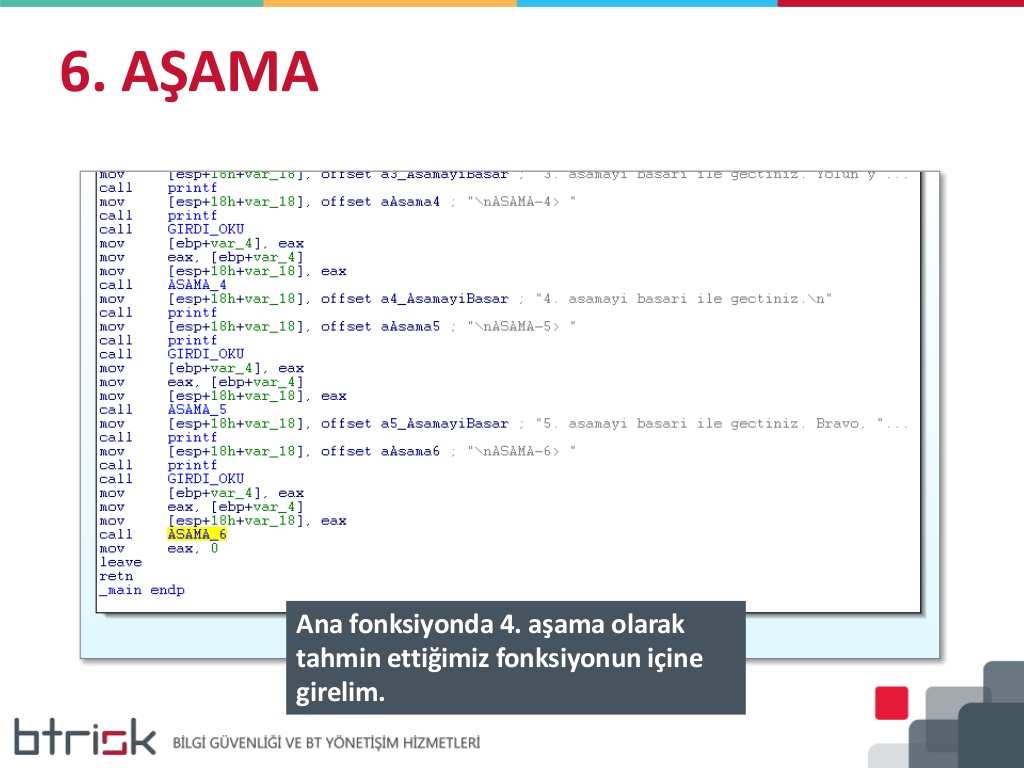 6. AŞAMA
mov [esp+18h+var_18], offset a3_AsamayiBasar ; "3. asamayi basari ile gectiniz. Yolun y ...
call printf
mov [esp+18h+var_18], offset aAsama4 ; "\nASAMA-4> "
call printf
call GIRDI_OKU
mov [ebp+var_4], eax
mov eax, [ebp+var_4]
mov [esp+18h+var_18], eax
call ASAMA_4
mov [esp+18h+var_18], offset a4_AsamayiBasar ; "4. asamayi basari ile gectiniz.\n"
call printf
mov [esp+18h+var_18], offset aAsama5 ; "\nASAMA-5> "
call printf
call GIRDI_OKU
mov [ebp+var_4], eax
mov eax, [ebp+var_4]
mov [esp+18h+var_18], eax
call ASAMA_5
mov [esp+18h+var_18], offset a5_AsamayiBasar ; "5. asamayi basari ile gectiniz. Bravo, "...
call printf
mov [esp+18h+var_18], offset aAsama6 ; "\nASAMA-6> "
call printf
call GIRDI_OKU
mov [ebp+var_4], eax
mov eax, [ebp+var_4]
mov [esp+18h+var_18], eax
call ASAMA_6
mov eax, 0
leave
retn
_main endp
Ana fonksiyonda 4. aşama olarak
tahmin ettiğimiz fonksiyonun içine
girelim.
btrisk BİLGİ GÜVENLİĞİ VE BT YÖNETİŞİM HİZMETLERİ